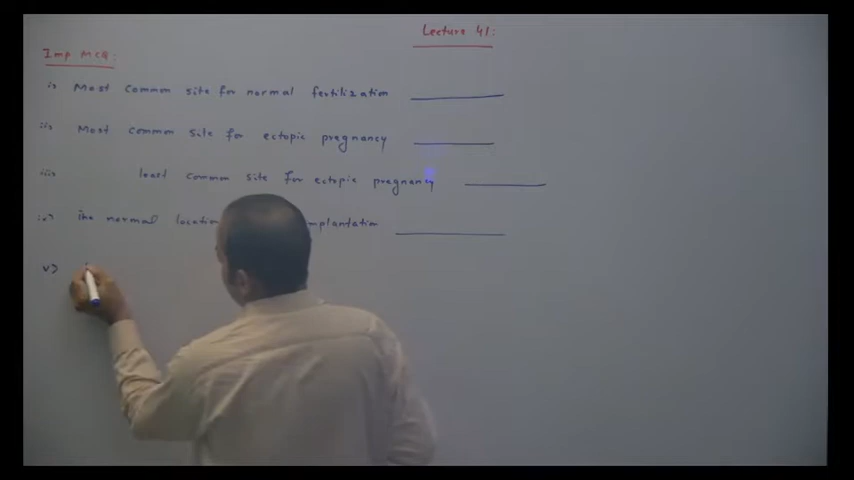 Lecture 41:
Imp MCQ:
i) Most common site for normal fertilization
ii) Most common site for ectopic pregnancy
iii) least common site for ectopic pregnancy
iv) The normal implantation
v)